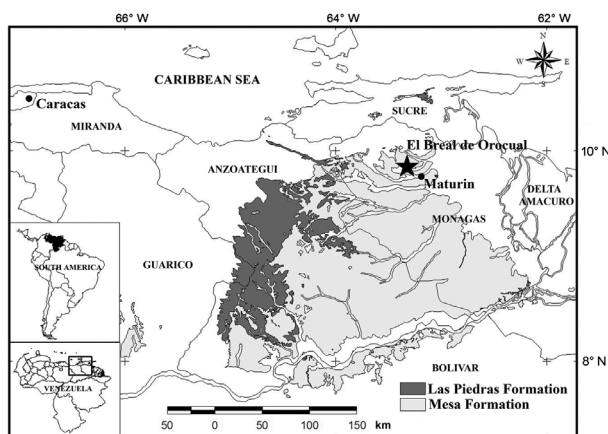 66° W
64° W
62° W
N
W E
S
CARIBBEAN SEA
Caracas
SUCRE
MIRANDA
El Breal de Orocual
10° N
ANZOATEGUI
Maturin
DELTA
AMACURO
MONAGAS
SOUTH AMERICA
GUARICO
8° N
BOLIVAR
VENEZUELA
Las Piedras Formation
Mesa Formation
50 0 50 100 150
km